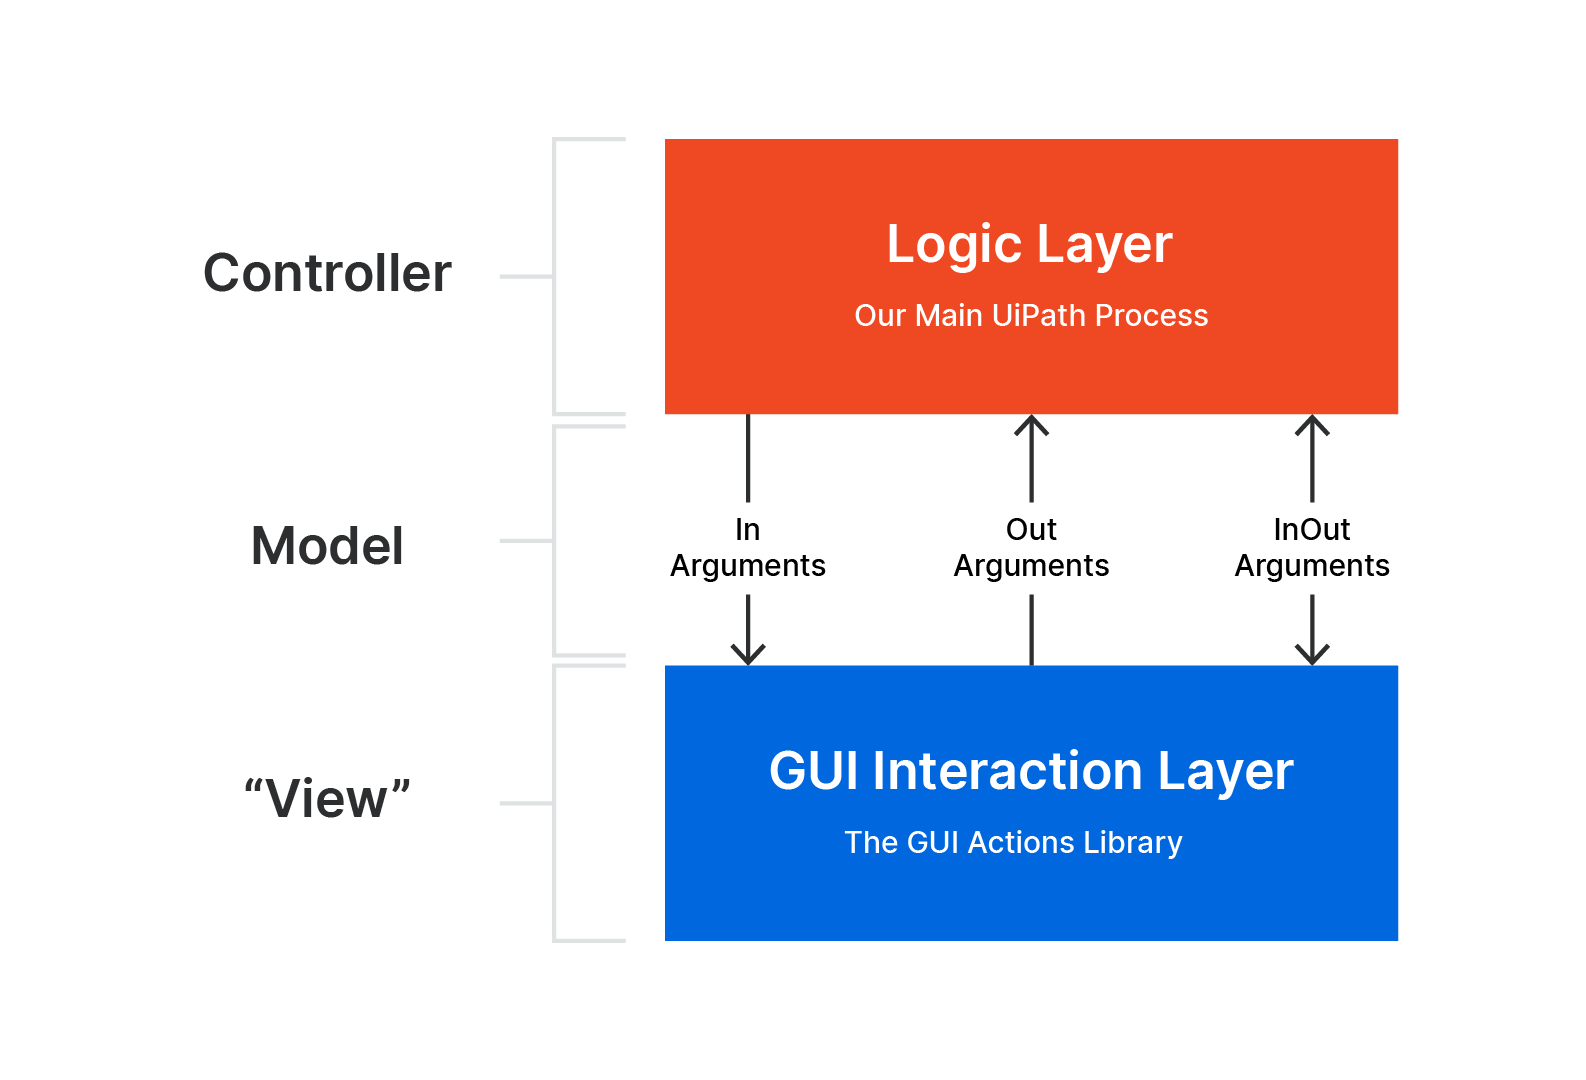 Controller
Logic Layer
Our Main UiPath Process
Model
In
Arguments
Out
Arguments
InOut
Arguments
“View”
GUI Interaction Layer
The GUI Actions Library